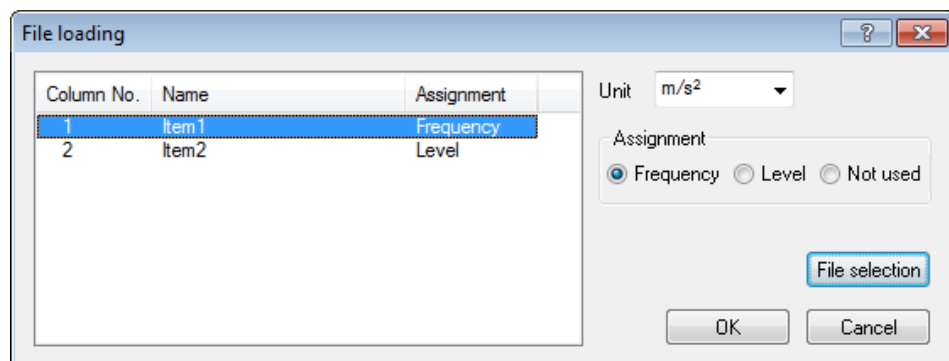 File loading
Column No. Name Assignment
1 Item1 Frequency
2 Item2 Level
Unit m/s²
Assignment
Frequency Level Not used
File selection
OK Cancel